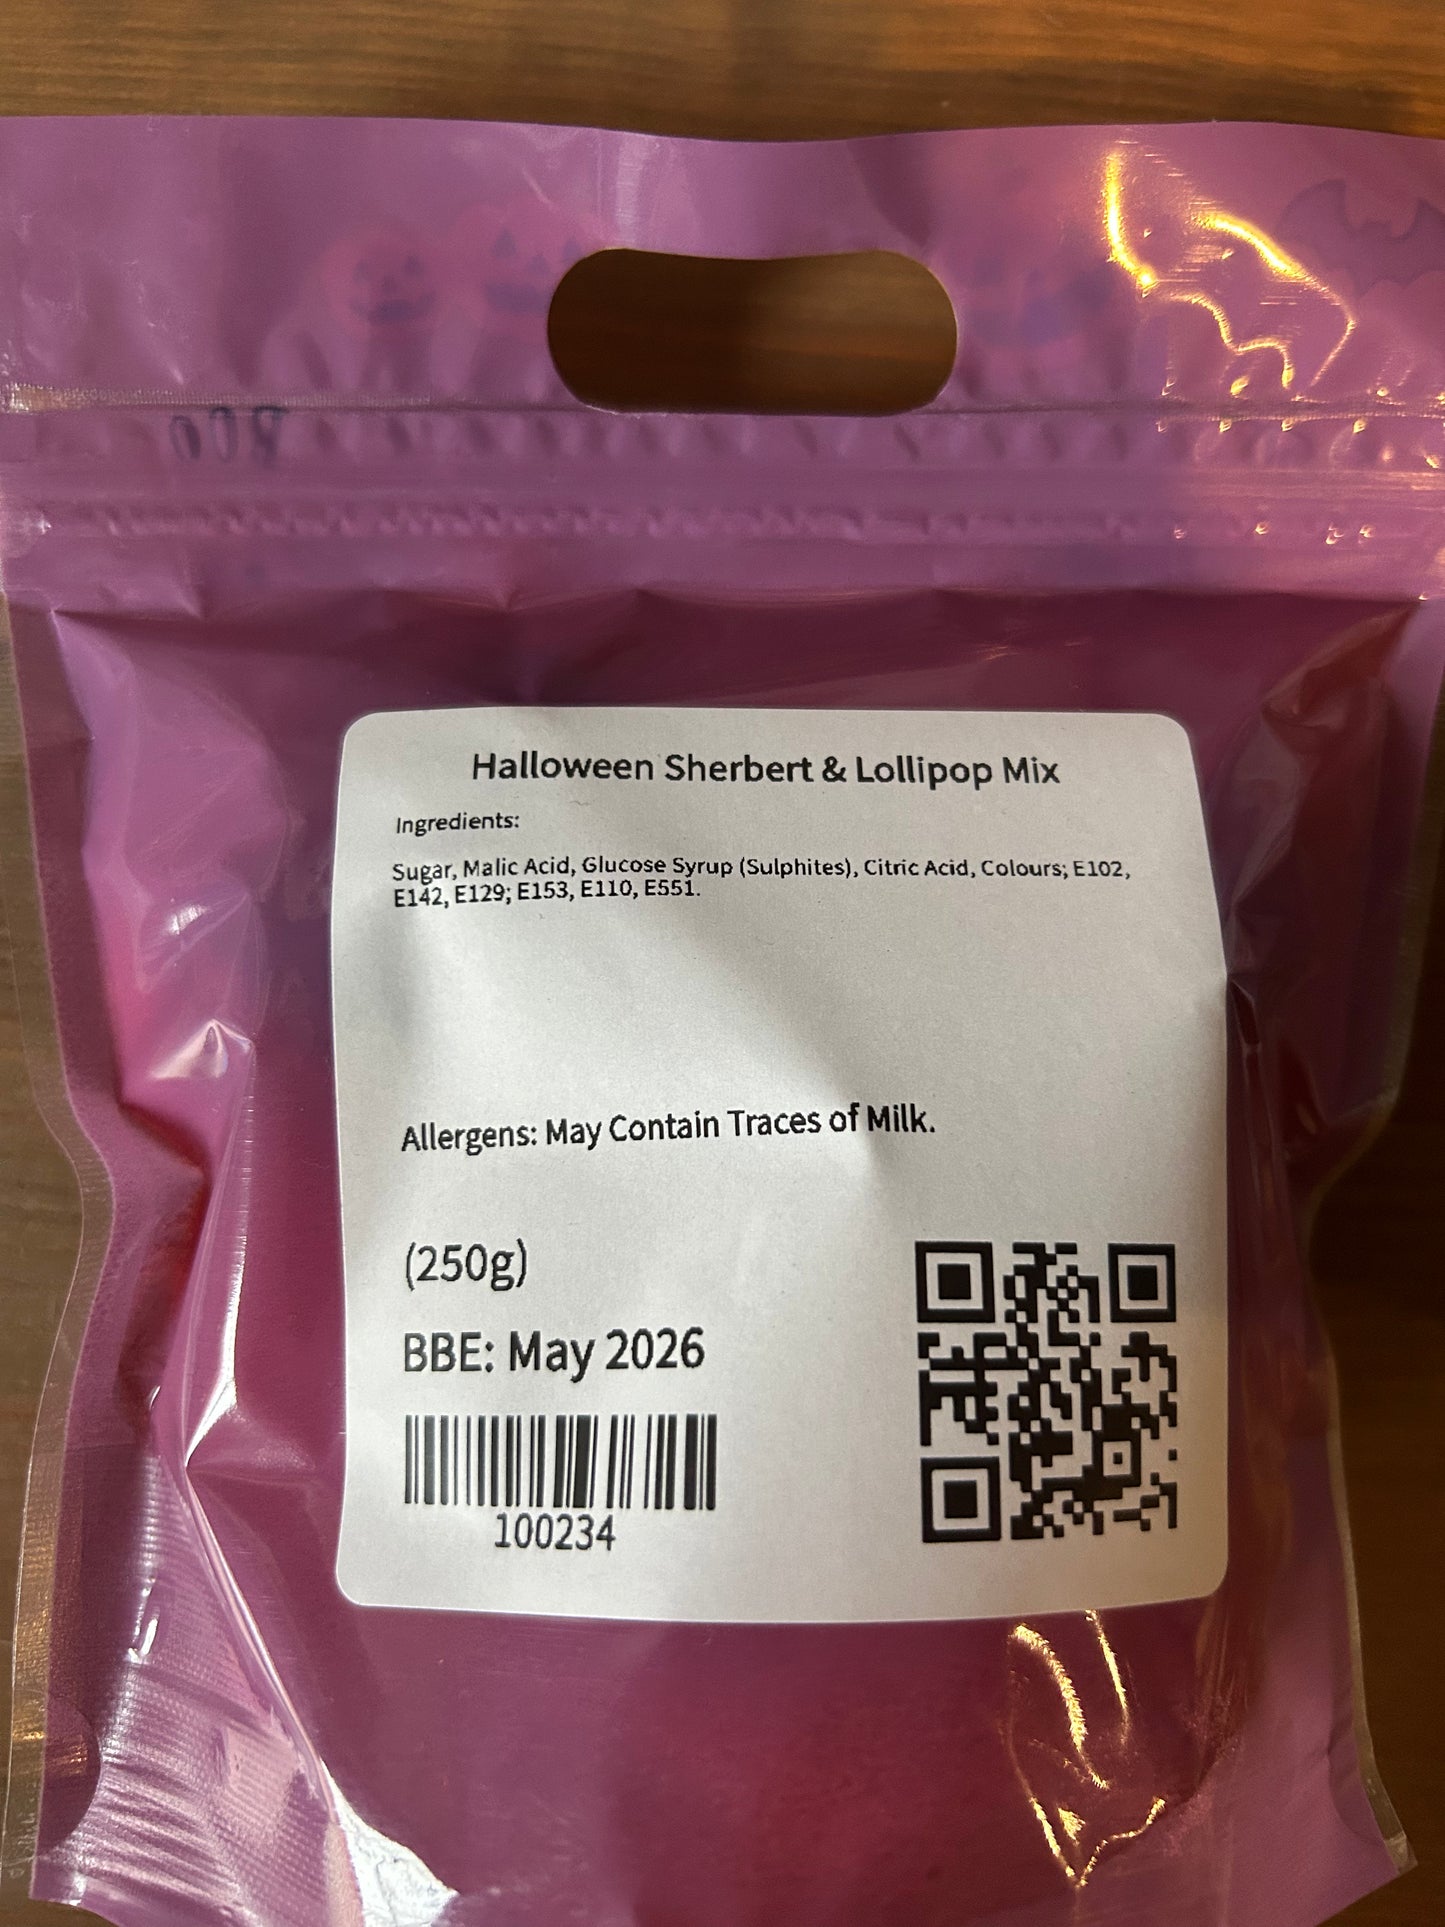 BOO
Halloween Sherbert & Lollipop Mix
Ingredients:
Sugar, Malic Acid, Glucose Syrup (Sulphites), Citric Acid, Colours; E102,
E142, E129; E153, E110, E551.
Allergens: May Contain Traces of Milk.
(250g)
BBE: May 2026
100234